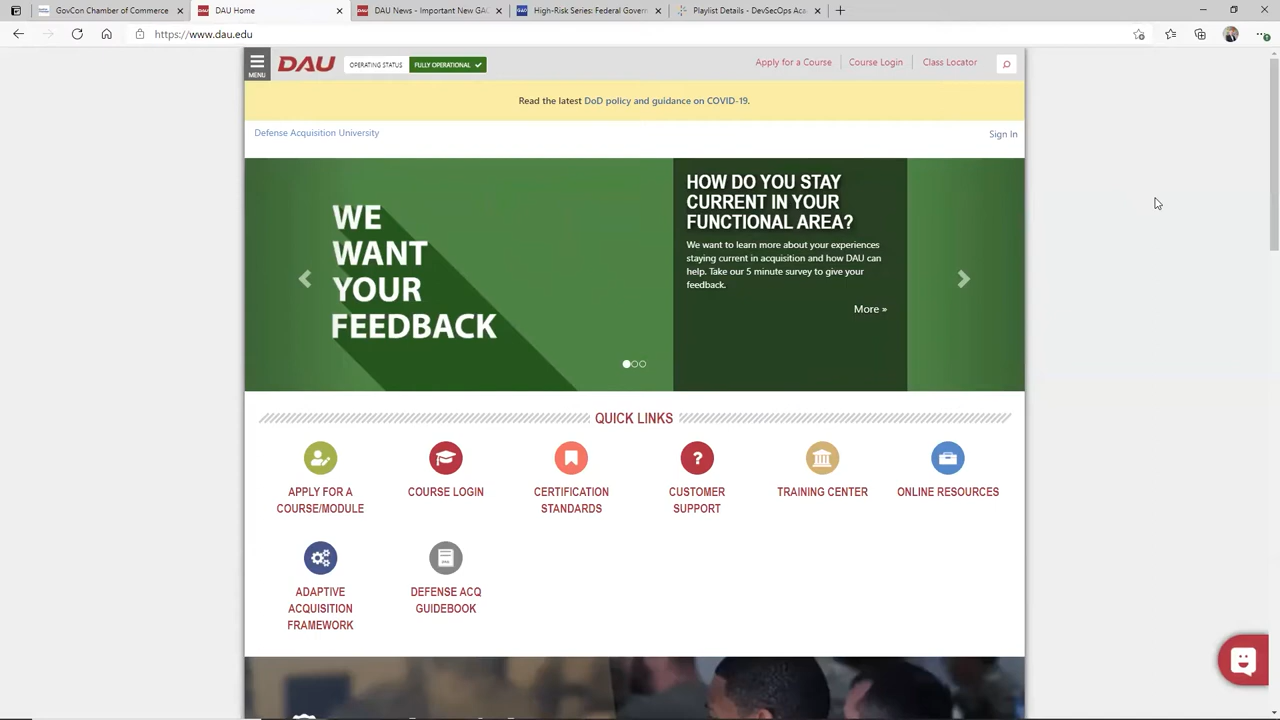 GovCon Chamber of Commerce
DAU Home
DAU News - Important New GAO
High-Risk Series: Federal Govern
Playlist Details - DevSecOps Aca
https://www.dau.edu
MENU
DAU
OPERATING STATUS
FULLY OPERATIONAL
Apply for a Course
Course Login
Class Locator
Read the latest DoD policy and guidance on COVID-19.
Defense Acquisition University
Sign In
WE
WANT
YOUR
FEEDBACK
HOW DO YOU STAY
CURRENT IN YOUR
FUNCTIONAL AREA?
We want to learn more about your experiences
staying current in acquisition and how DAU can
help. Take our 5 minute survey to give your
feedback.
More »
QUICK LINKS
APPLY FOR A
COURSE/MODULE
COURSE LOGIN
CERTIFICATION
STANDARDS
CUSTOMER
SUPPORT
TRAINING CENTER
ONLINE RESOURCES
ADAPTIVE
ACQUISITION
FRAMEWORK
DEFENSE ACQ
GUIDEBOOK